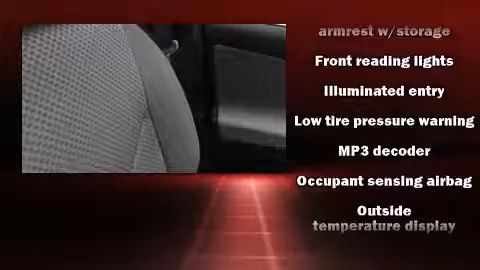 armrest w/storage
Front reading lights
Illuminated entry
Low tire pressure warning
MP3 decoder
Occupant sensing airbag
Outside
temperature display